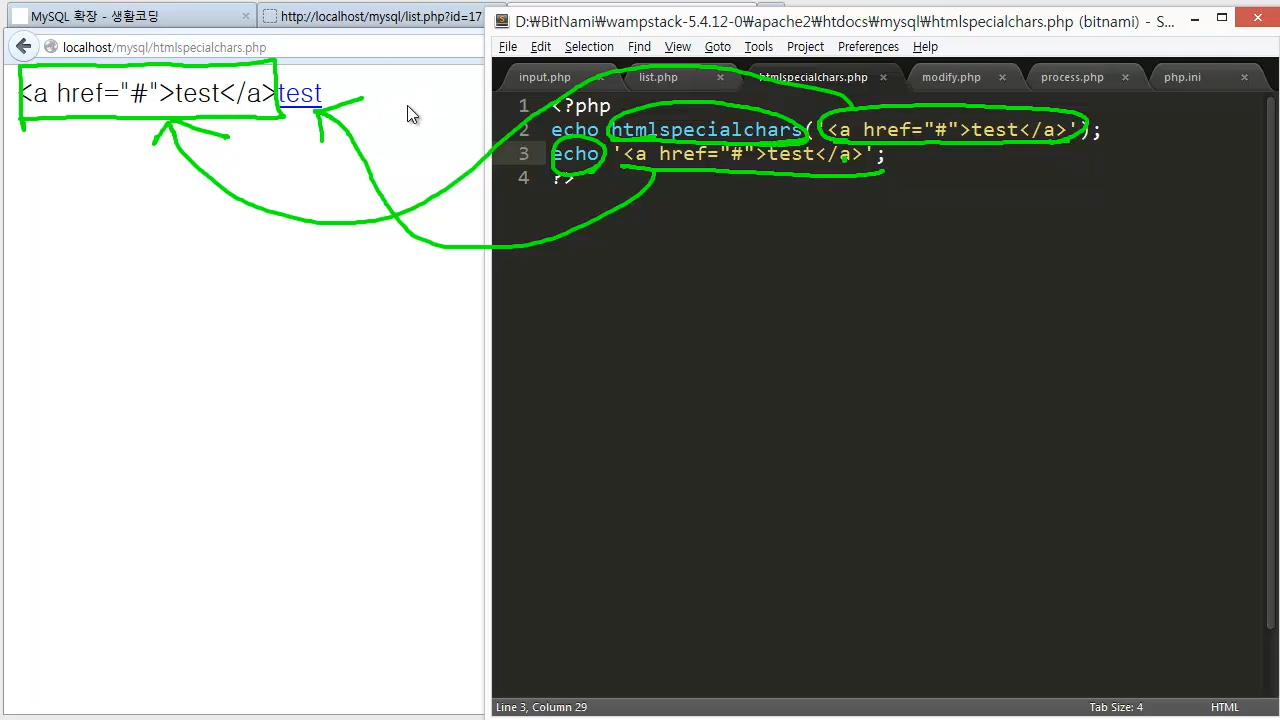 MySQL 확장 - 생활코딩
http://localhost/mysql/list.php?id=17
localhost/mysql/htmlspecialchars.php
<a href="#">test</a>test
D:₩BitNami₩wampstack-5.4.12-0₩apache2₩htdocs₩mysql₩htmlspecialchars.php (bitnami) - S...
File Edit Selection Find View Goto Tools Project Preferences Help
input.php list.php htmlspecialchars.php modify.php process.php php.ini
1 <?php
2 echo htmlspecialchars('<a href="#">test</a>');
3 echo '<a href="#">test</a>';
4 ?>
Line 3, Column 29 Tab Size: 4 HTML